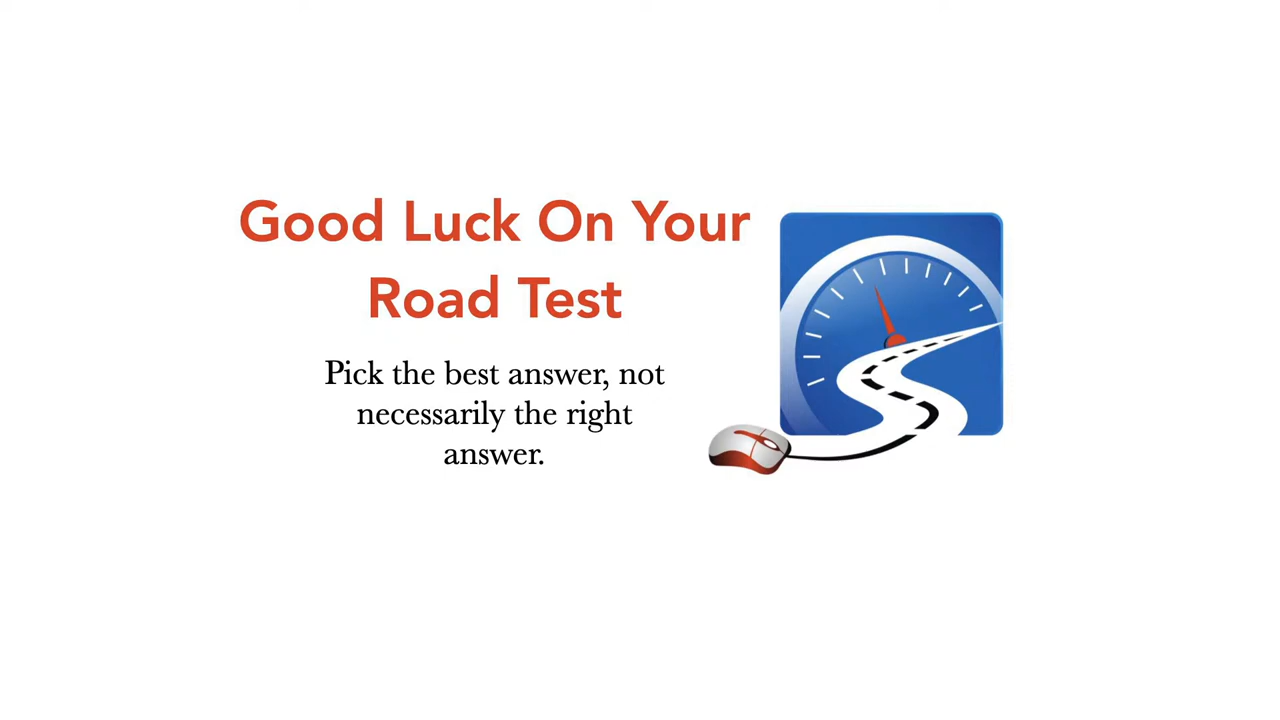 Good Luck On Your
Road Test
Pick the best answer, not
necessarily the right
answer.